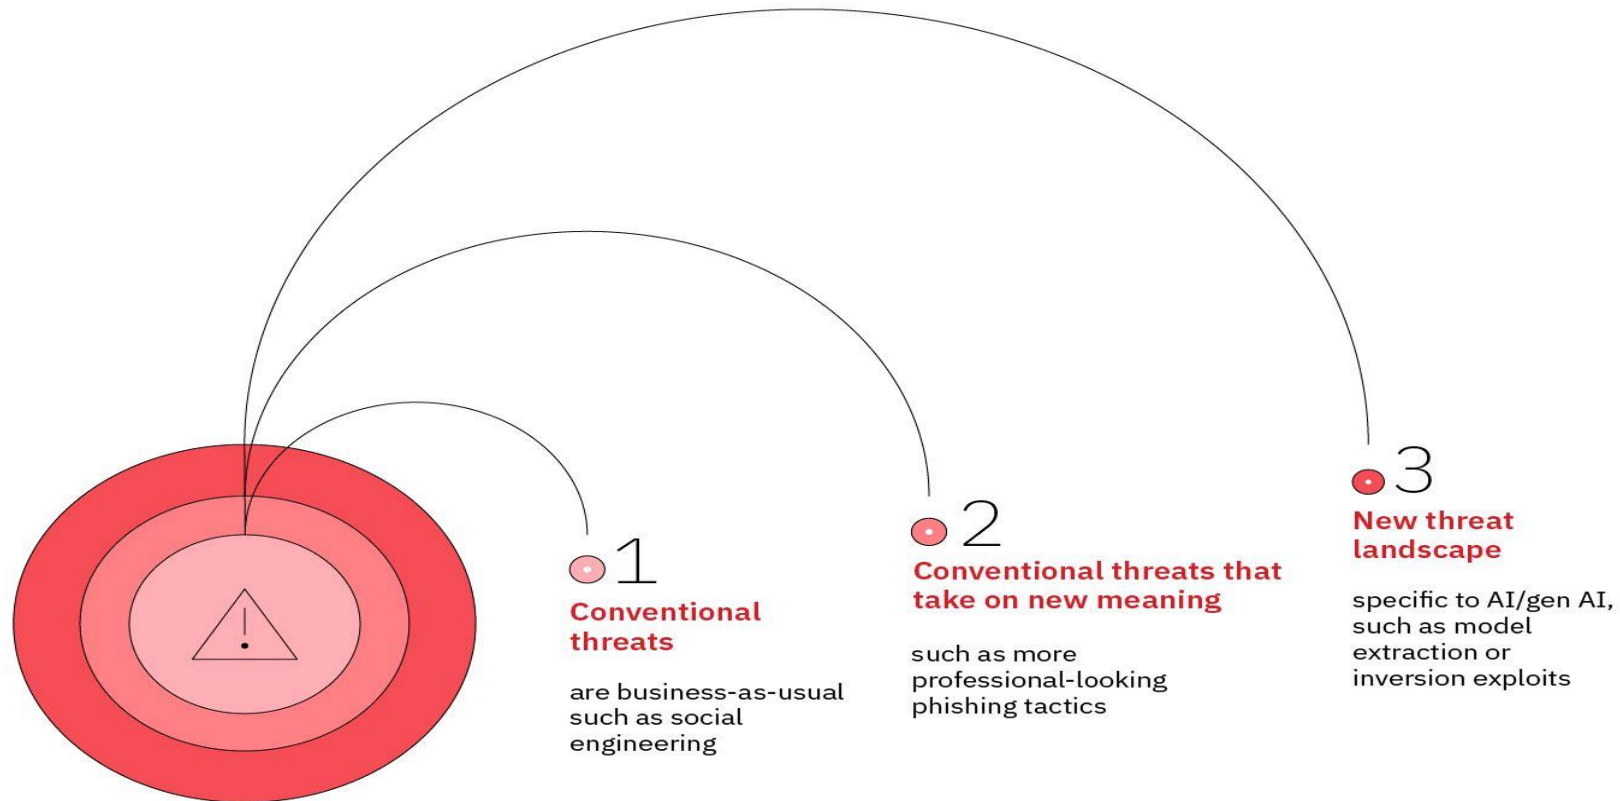 1
Conventional
threats
are business-as-usual
such as social
engineering
2
Conventional threats that
take on new meaning
such as more
professional-looking
phishing tactics
3
New threat
landscape
specific to AI/gen AI,
such as model
extraction or
inversion exploits